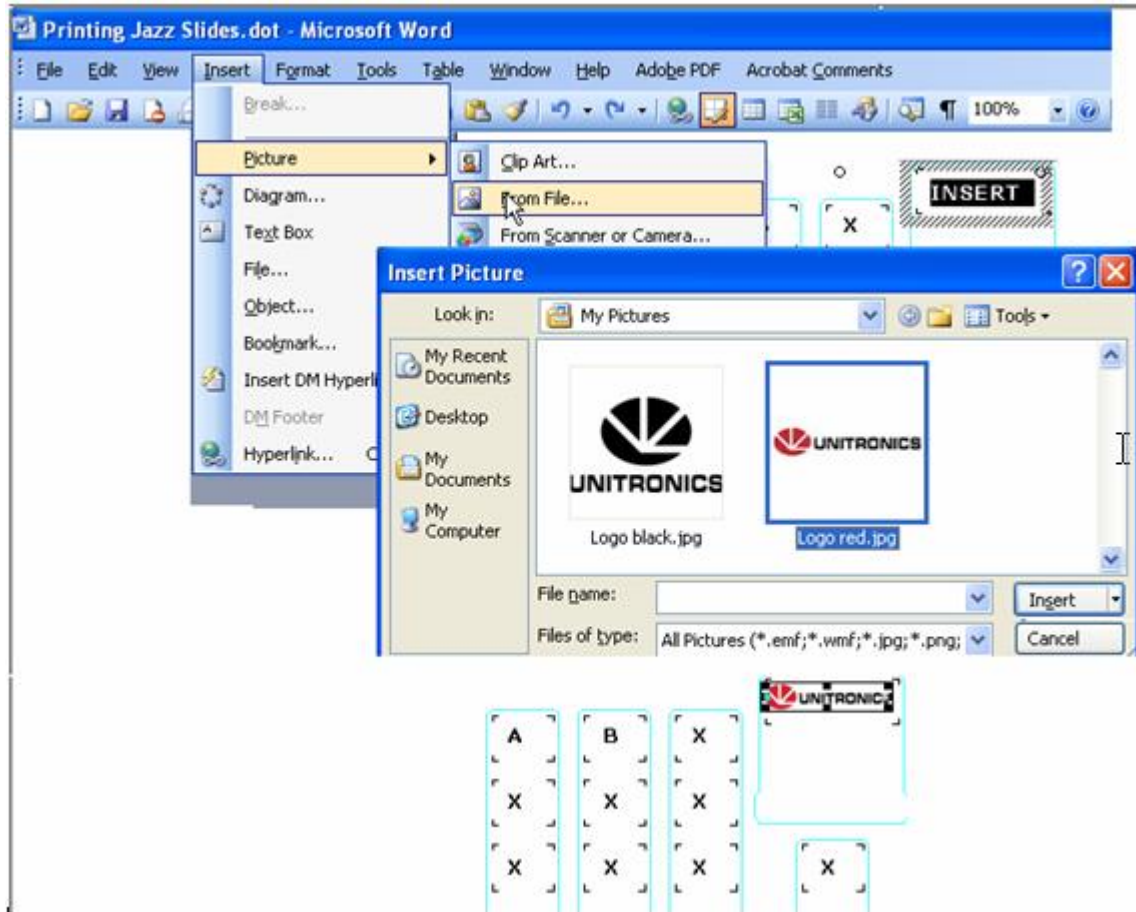 Printing Jazz Slides.dot - Microsoft Word
File Edit View Insert Format Tools Table Window Help Adobe PDF Acrobat Comments
100%
Break...
Picture
Clip Art...
Diagram...
From File...
INSERT
Text Box
From Scanner or Camera...
X
File...
Object...
Bookmark...
Insert DM Hyperli
DM Footer
Hyperlink... C
Insert Picture
Look in:
My Pictures
Tools
My Recent
Documents
Desktop
My
Documents
My
Computer
UNITRONICS
UNITRONICS
Logo black.jpg
Logo red.jpg
File name:
Insert
Files of type:
All Pictures (*.emf;*.wmf;*.jpg;*.png;
Cancel
UNITRONICS
A B X
X X X
X X X X